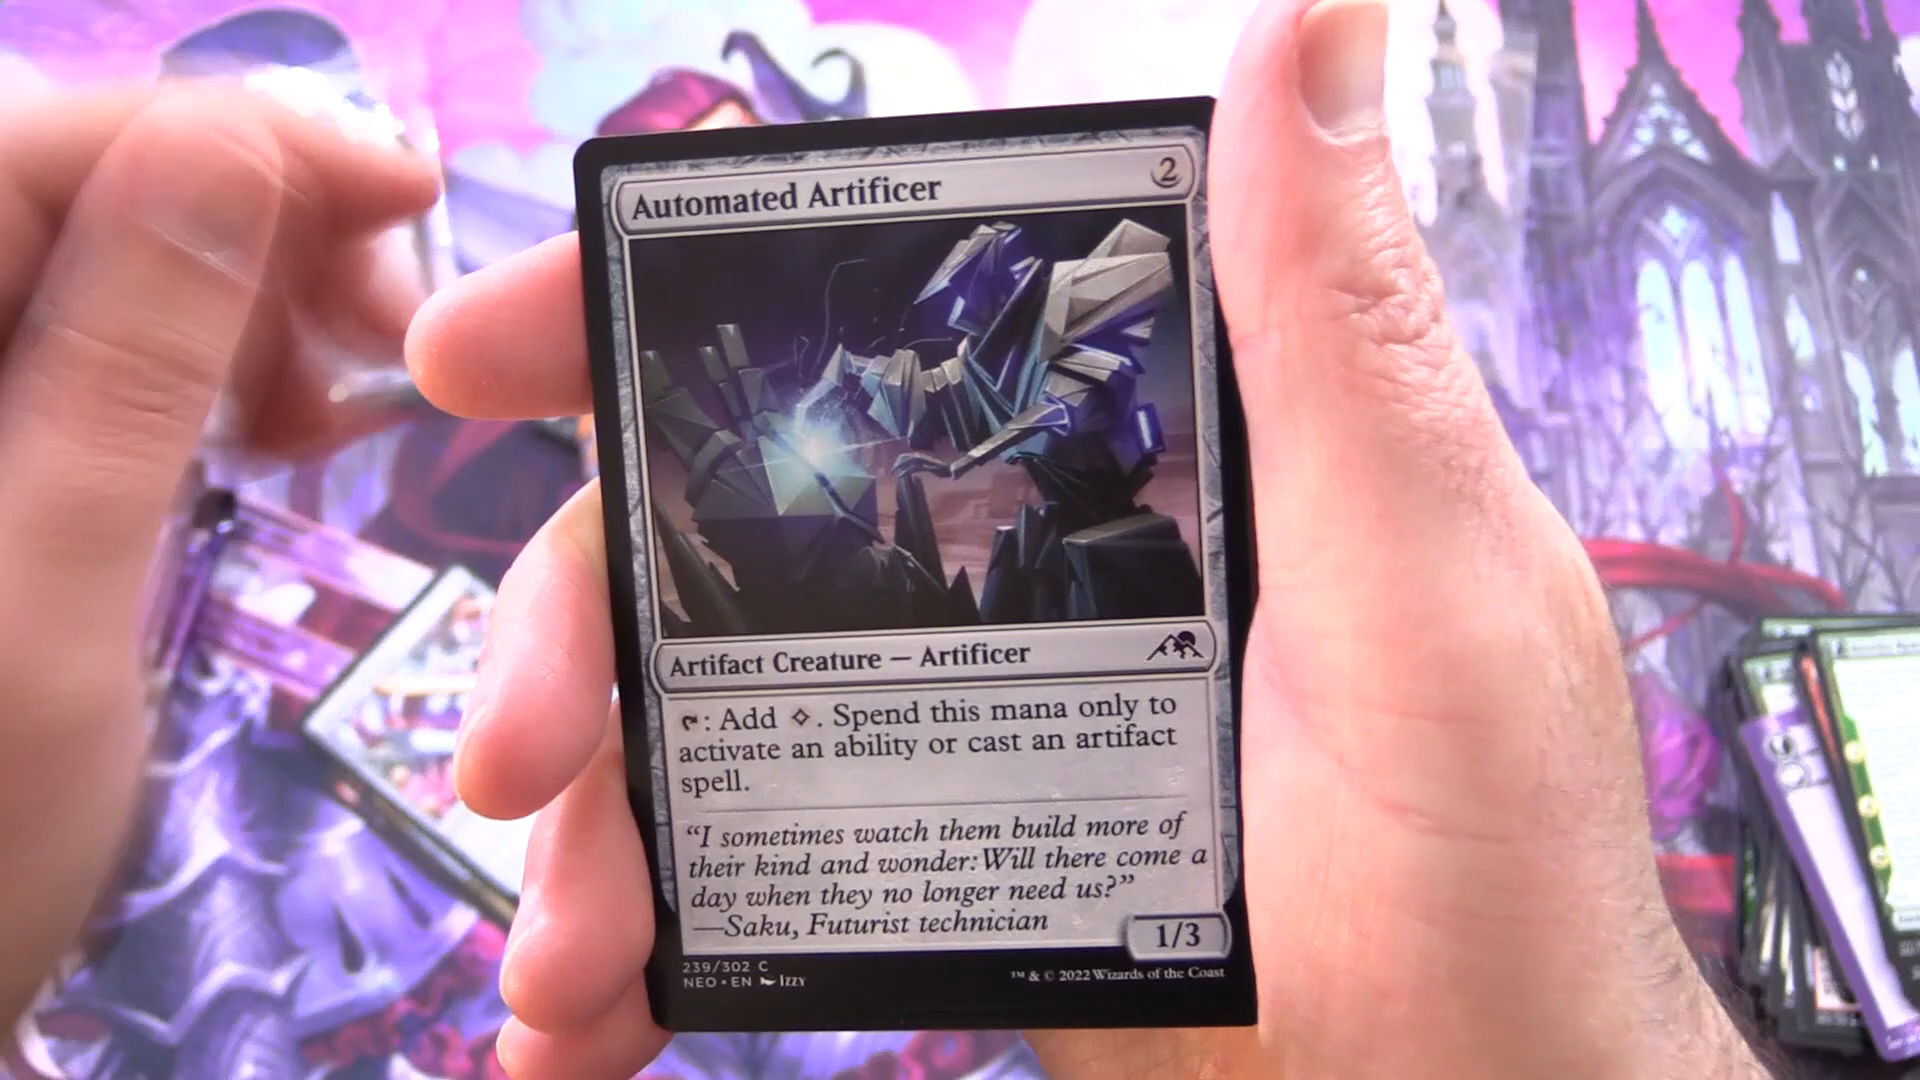 Automated Artificer 2
Artifact Creature — Artificer
: Add . Spend this mana only to
activate an ability or cast an artifact
spell.
“I sometimes watch them build more of
their kind and wonder: Will there come a
day when they no longer need us?”
—Saku, Futurist technician
1/3
239/302 C
NEO • EN Izzy
™ & © 2022 Wizards of the Coast